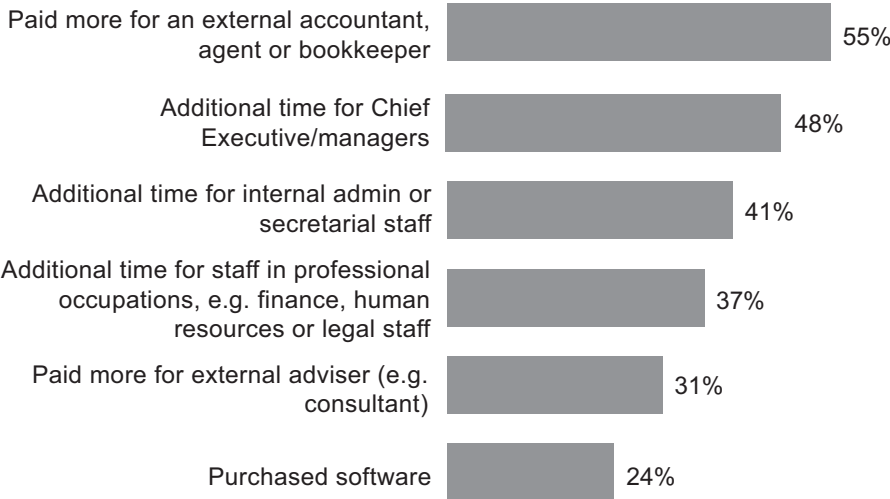 Paid more for an external accountant,
agent or bookkeeper
55%
Additional time for Chief
Executive/managers
48%
Additional time for internal admin or
secretarial staff
41%
Additional time for staff in professional
occupations, e.g. finance, human
resources or legal staff
37%
Paid more for external adviser (e.g.
consultant)
31%
Purchased software
24%